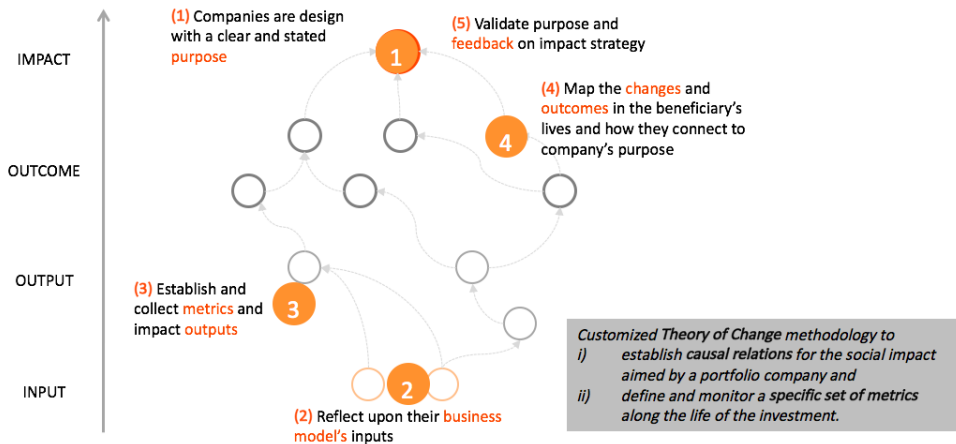 (1) Companies are design
with a clear and stated
purpose
(5) Validate purpose and
feedback on impact strategy
IMPACT
1
(4) Map the changes and
outcomes in the beneficiary's
lives and how they connect to
company's purpose
4
OUTCOME
OUTPUT
(3) Establish and
collect metrics and
impact outputs
3
Customized Theory of Change methodology to
i) establish causal relations for the social impact
aimed by a portfolio company and
ii) define and monitor a specific set of metrics
along the life of the investment.
INPUT
2
(2) Reflect upon their business
model's inputs